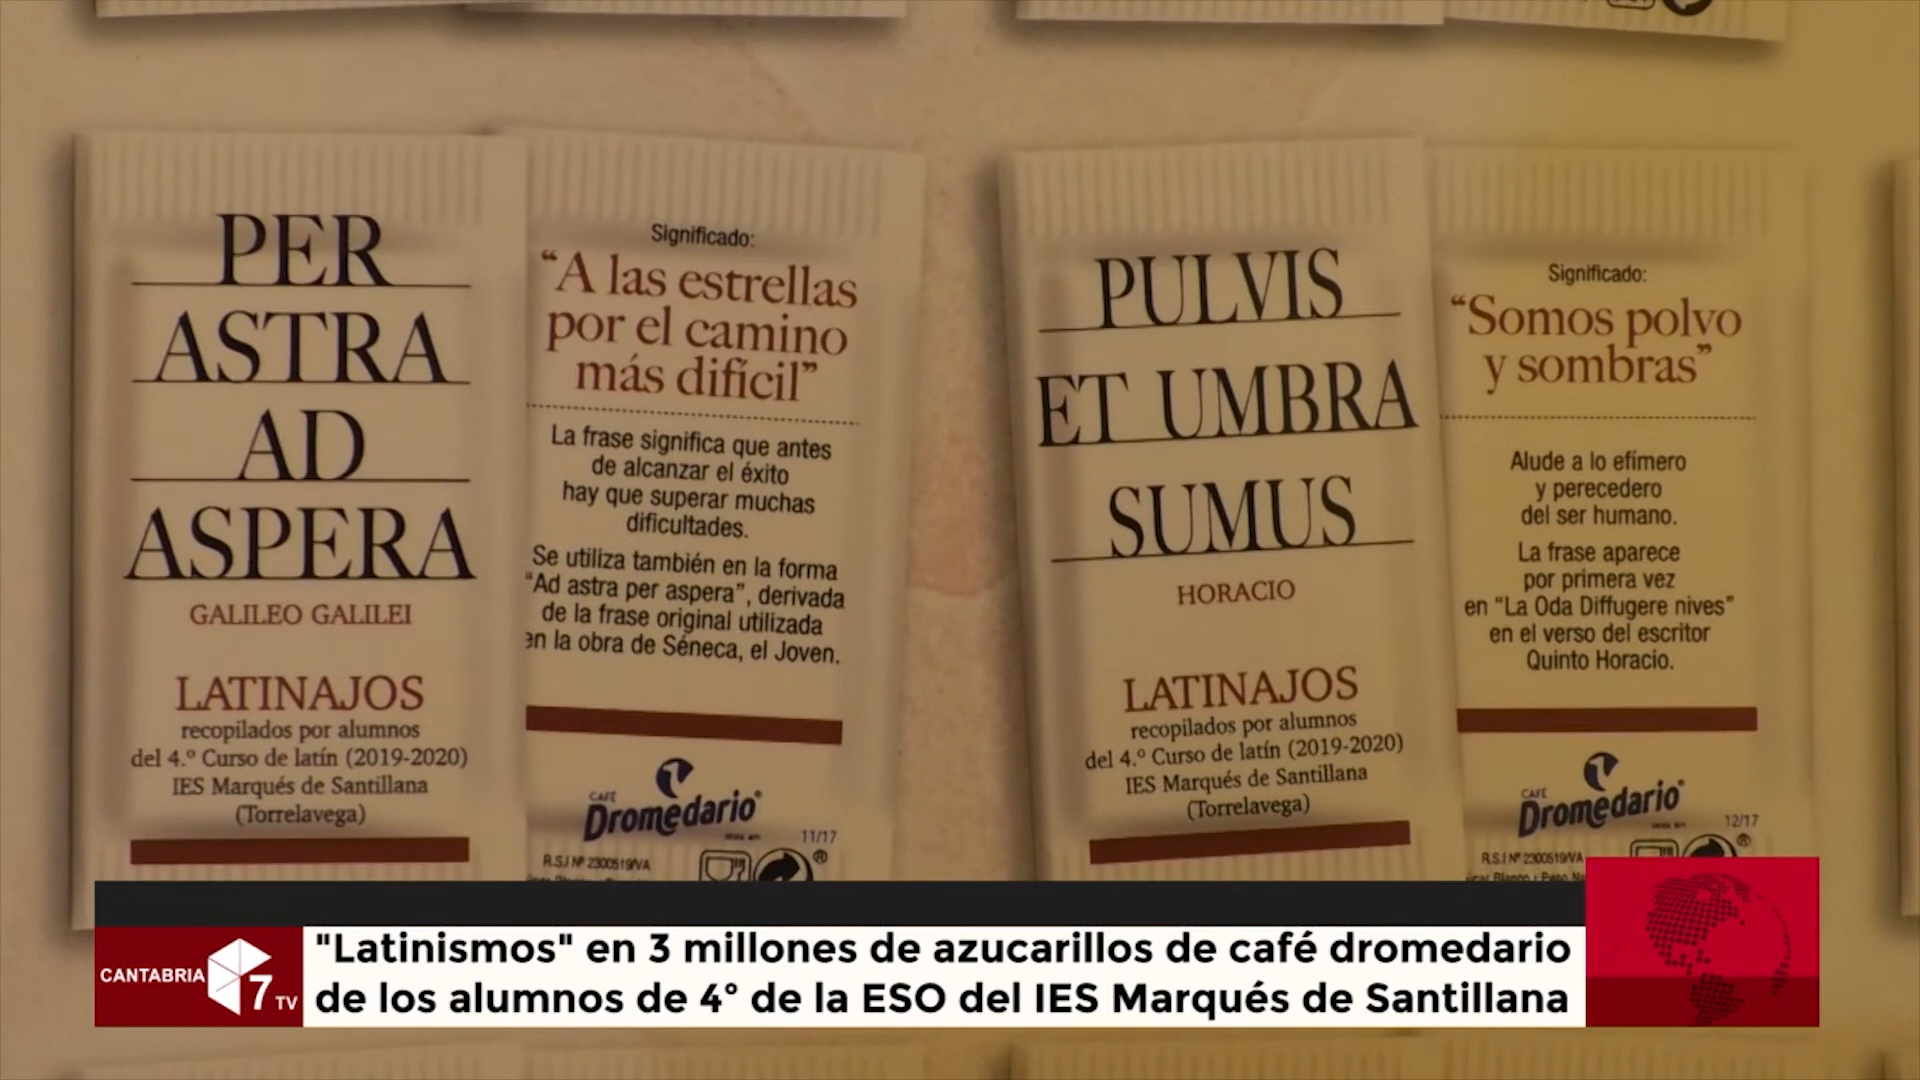 PER
ASTRA
AD
ASPERA
GALILEO GALILEI
LATINAJOS
recopilados por alumnos
del 4.º Curso de latín (2019-2020)
IES Marqués de Santillana
(Torrelavega)
Significado:
“A las estrellas
por el camino
más difícil”
La frase significa que antes
de alcanzar el éxito
hay que superar muchas
dificultades.
Se utiliza también en la forma
“Ad astra per aspera”, derivada
de la frase original utilizada
en la obra de Séneca, el Joven.
CAFÉ
Dromedario®
11/17
R.S.I Nº 2300519/VA
®
PULVIS
ET UMBRA
SUMUS
HORACIO
LATINAJOS
recopilados por alumnos
del 4.º Curso de latín (2019-2020)
IES Marqués de Santillana
(Torrelavega)
Significado:
“Somos polvo
y sombras”
Alude a lo efímero
y perecedero
del ser humano.
La frase aparece
por primera vez
en “La Oda Diffugere nives”
en el verso del escritor
Quinto Horacio.
CAFÉ
Dromedario®
12/17
R.S.I Nº 2300519/VA
®
CANTABRIA 7 TV
"Latinismos" en 3 millones de azucarillos de café dromedario
de los alumnos de 4º de la ESO del IES Marqués de Santillana